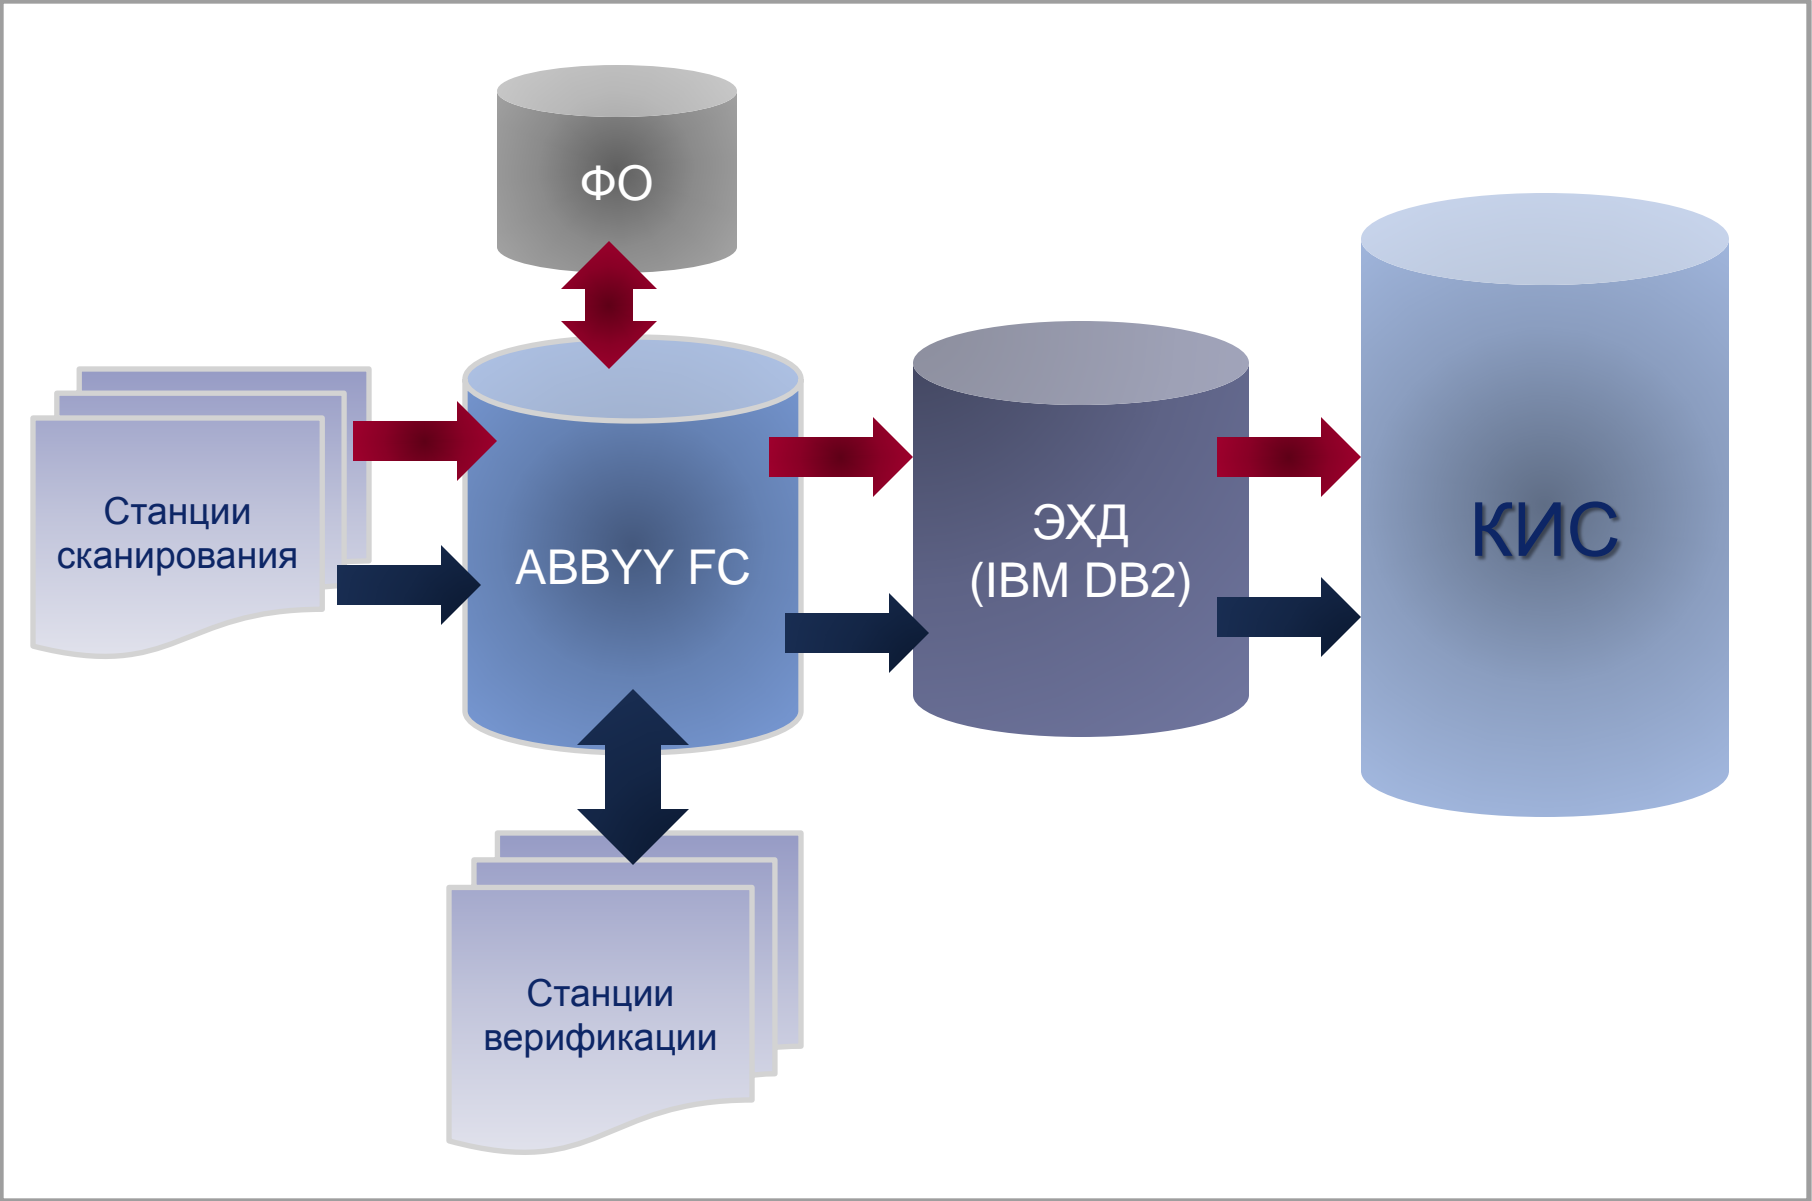 ФО
Станции
сканирования
ABBYY FC
ЭХД
(IBM DB2)
КИС
Станции
верификации